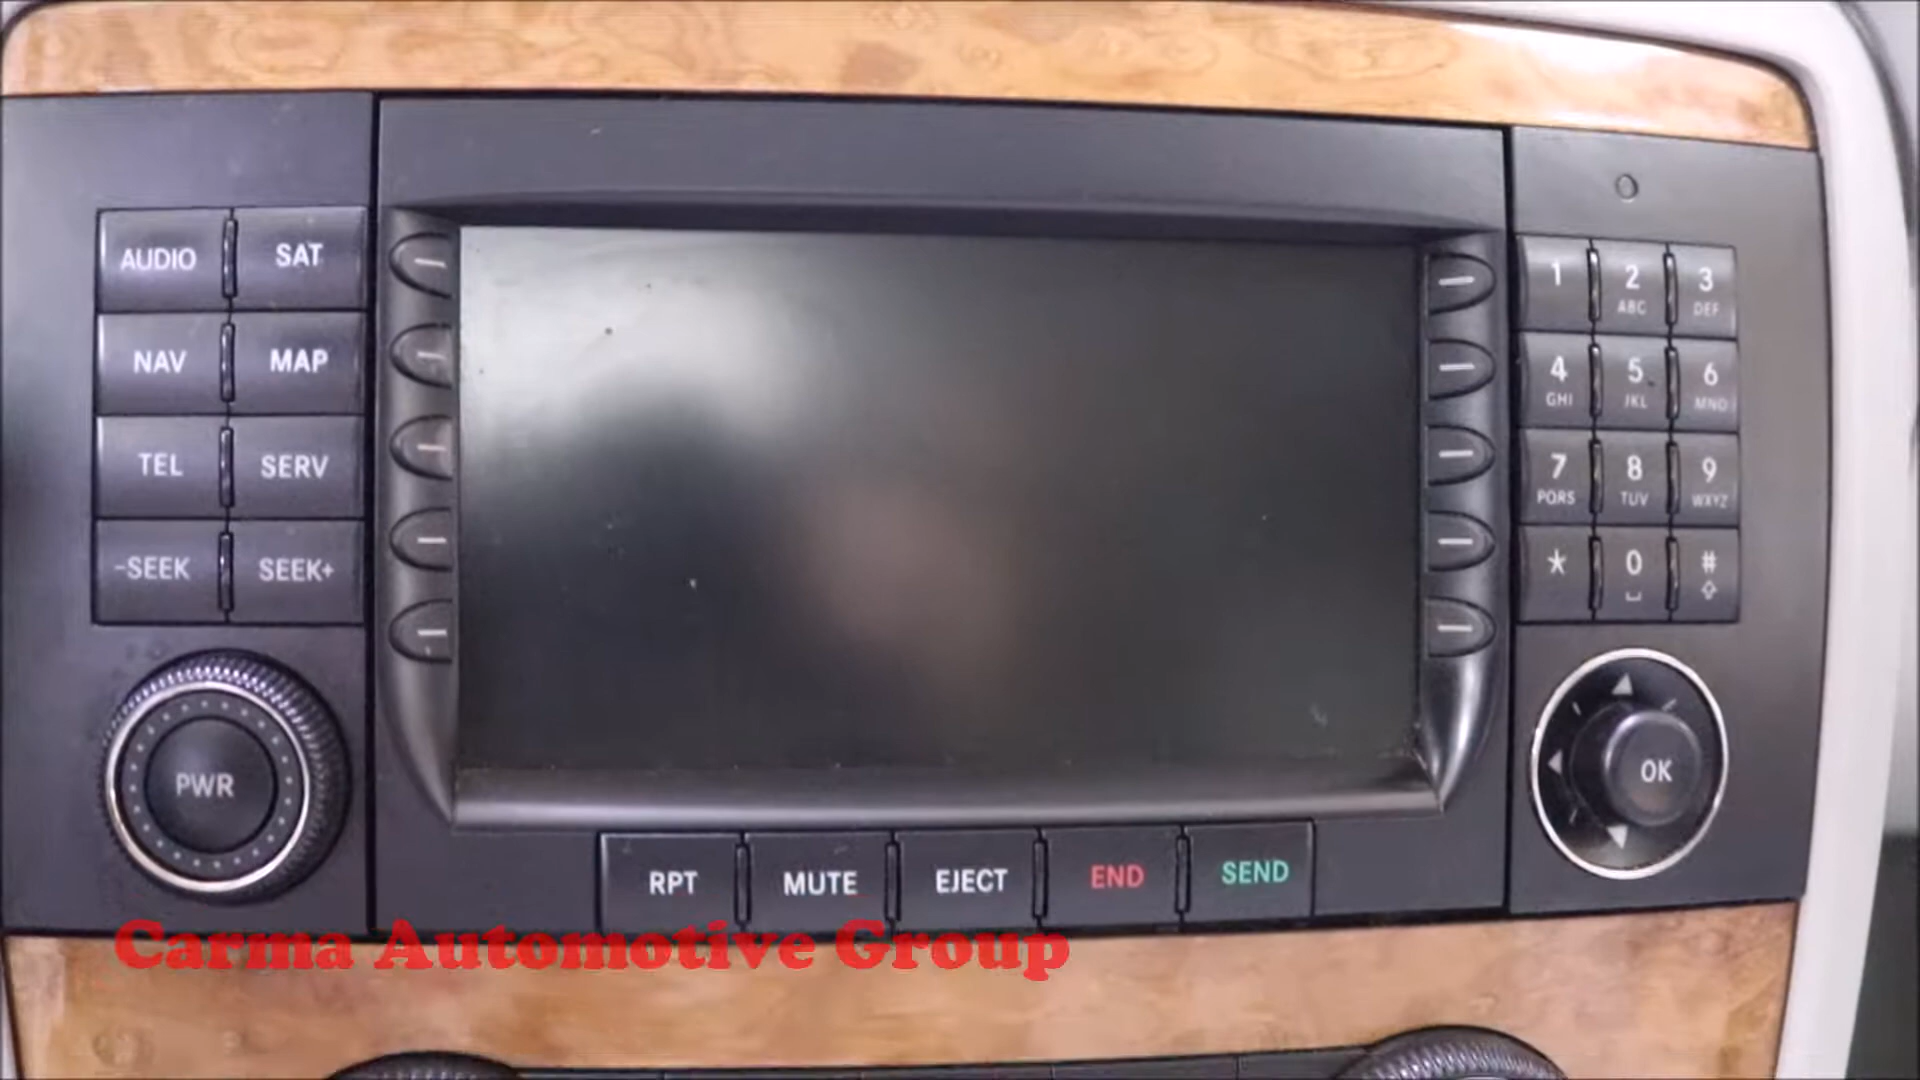 AUDIO SAT
NAV MAP
TEL SERV
-SEEK SEEK+
PWR
1 2 ABC 3 DEF
4 GHI 5 JKL 6 MNO
7 PQRS 8 TUV 9 WXYZ
* 0 #
OK
RPT MUTE EJECT END SEND
Carma Automotive Group